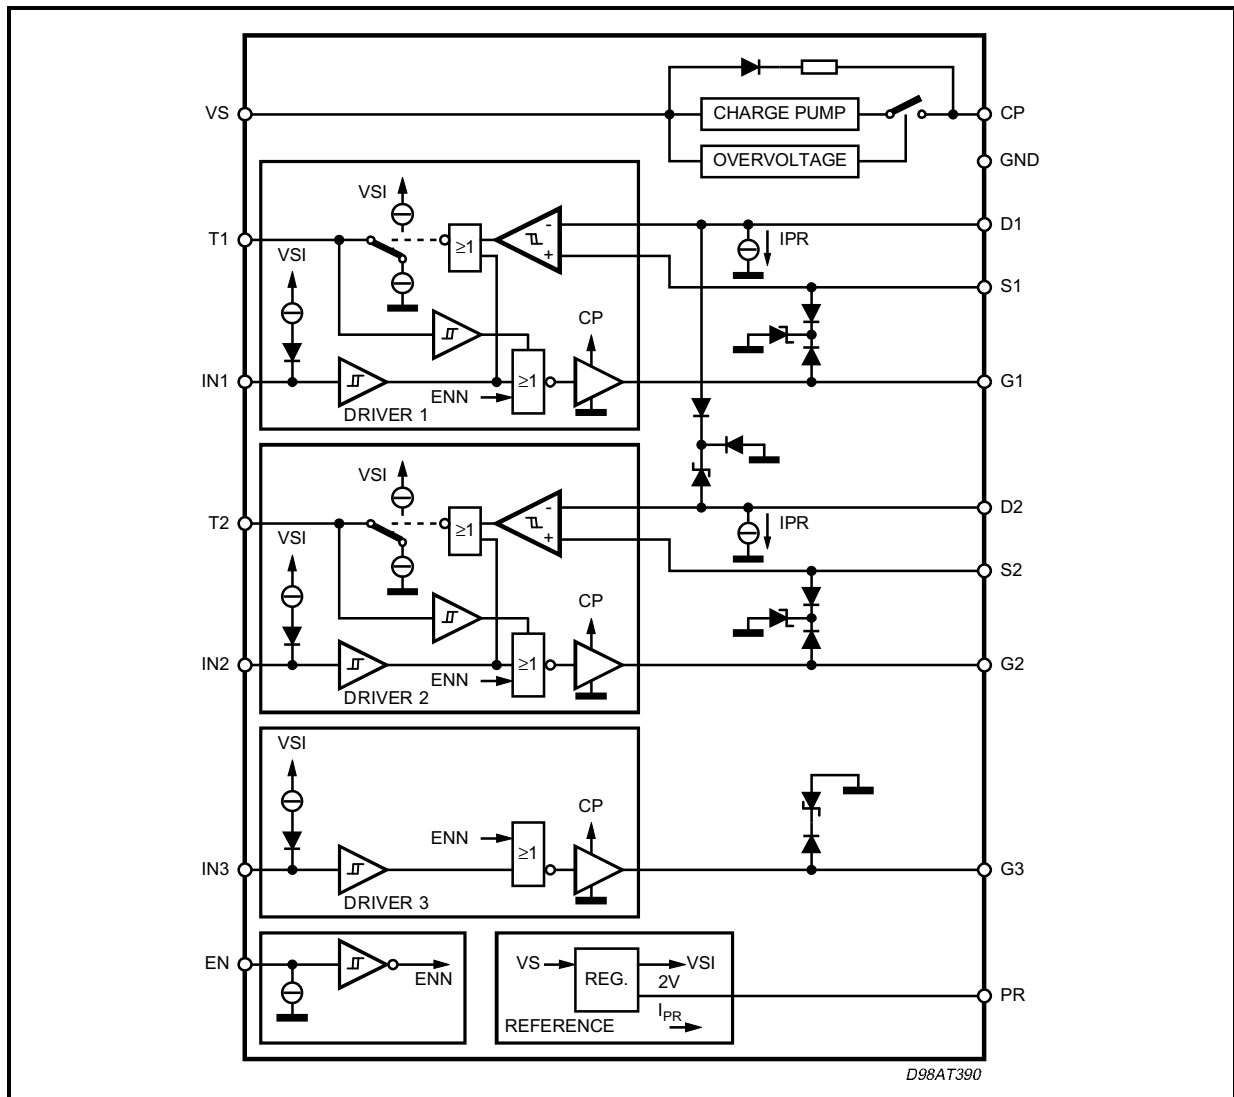 VS
CHARGE PUMP
CP
OVERVOLTAGE
GND
VSI
T1
≥1
-
+
IPR
D1
VSI
S1
CP
IN1
≥1
ENN
G1
DRIVER 1
VSI
T2
≥1
-
+
IPR
D2
VSI
S2
CP
IN2
≥1
ENN
G2
DRIVER 2
VSI
CP
ENN
≥1
IN3
G3
DRIVER 3
EN
ENN
VS
REG.
VSI
2V
PR
IPR
REFERENCE
D98AT390